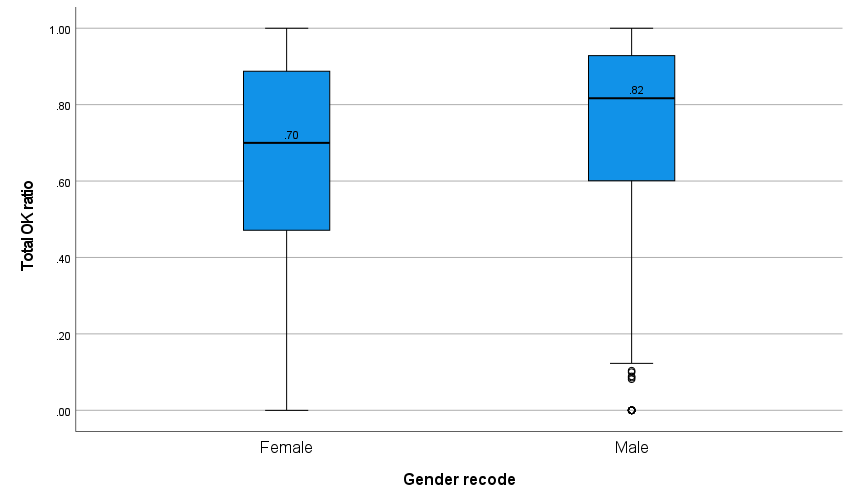 1.00
.80
.60
.40
.20
.00
Total OK ratio
.70
.82
Female
Male
Gender recode